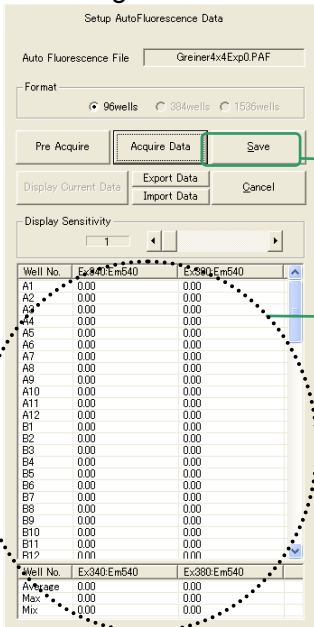 Setup AutoFluorescence Data
Auto Fluorescence File Greiner4x4Exp0.PAF
Format
96wells 384wells 1536wells
Pre Acquire Acquire Data Save
Display Current Data Export Data Cancel
Import Data
Display Sensitivity
1
Well No. Ex340:Em540 Ex380:Em540
A1 0.00 0.00
A2 0.00 0.00
A3 0.00 0.00
A4 0.00 0.00
A5 0.00 0.00
A6 0.00 0.00
A7 0.00 0.00
A8 0.00 0.00
A9 0.00 0.00
A10 0.00 0.00
A11 0.00 0.00
A12 0.00 0.00
B1 0.00 0.00
B2 0.00 0.00
B3 0.00 0.00
B4 0.00 0.00
B5 0.00 0.00
B6 0.00 0.00
B7 0.00 0.00
B8 0.00 0.00
B9 0.00 0.00
B10 0.00 0.00
B11 0.00 0.00
B12 0.00 0.00
Well No. Ex340:Em540 Ex380:Em540
Average 0.00 0.00
Max 0.00 0.00
Mix 0.00 0.00